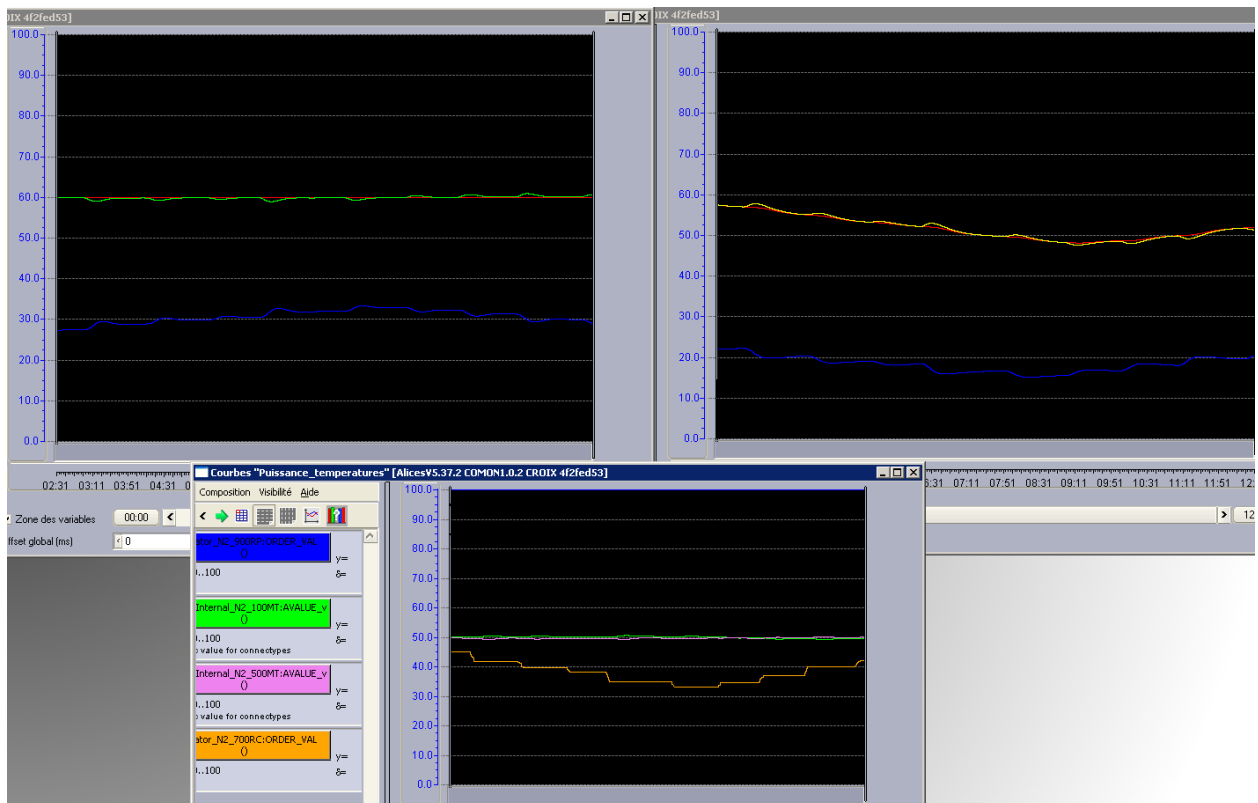 IX 4f2fed53]
IX 4f2fed53]
100.0
90.0
80.0
70.0
60.0
50.0
40.0
30.0
20.0
10.0
0.0
100.0
90.0
80.0
70.0
60.0
50.0
40.0
30.0
20.0
10.0
0.0
02:31 03:11 03:51 04:31
6:31 07:11 07:51 08:31 09:11 09:51 10:31 11:11 11:51 12:
Zone des variables 00:00 <
> 12
ffset global (ms) 0
Courbes "Puissance_temperatures" [AlicesV5.37.2 COMON1.0.2 CROIX 4f2fed53]
Composition Visibilité Aide
ator_N2_900RP:ORDER_VAL
()
y=
..100 δ=
Internal_N2_100MT:AVALUE_v
()
y=
..100 δ=
value for connectypes
Internal_N2_500MT:AVALUE_v
()
y=
..100 δ=
value for connectypes
ator_N2_700RC:ORDER_VAL
()
y=
..100 δ=
100.0
90.0
80.0
70.0
60.0
50.0
40.0
30.0
20.0
10.0
0.0